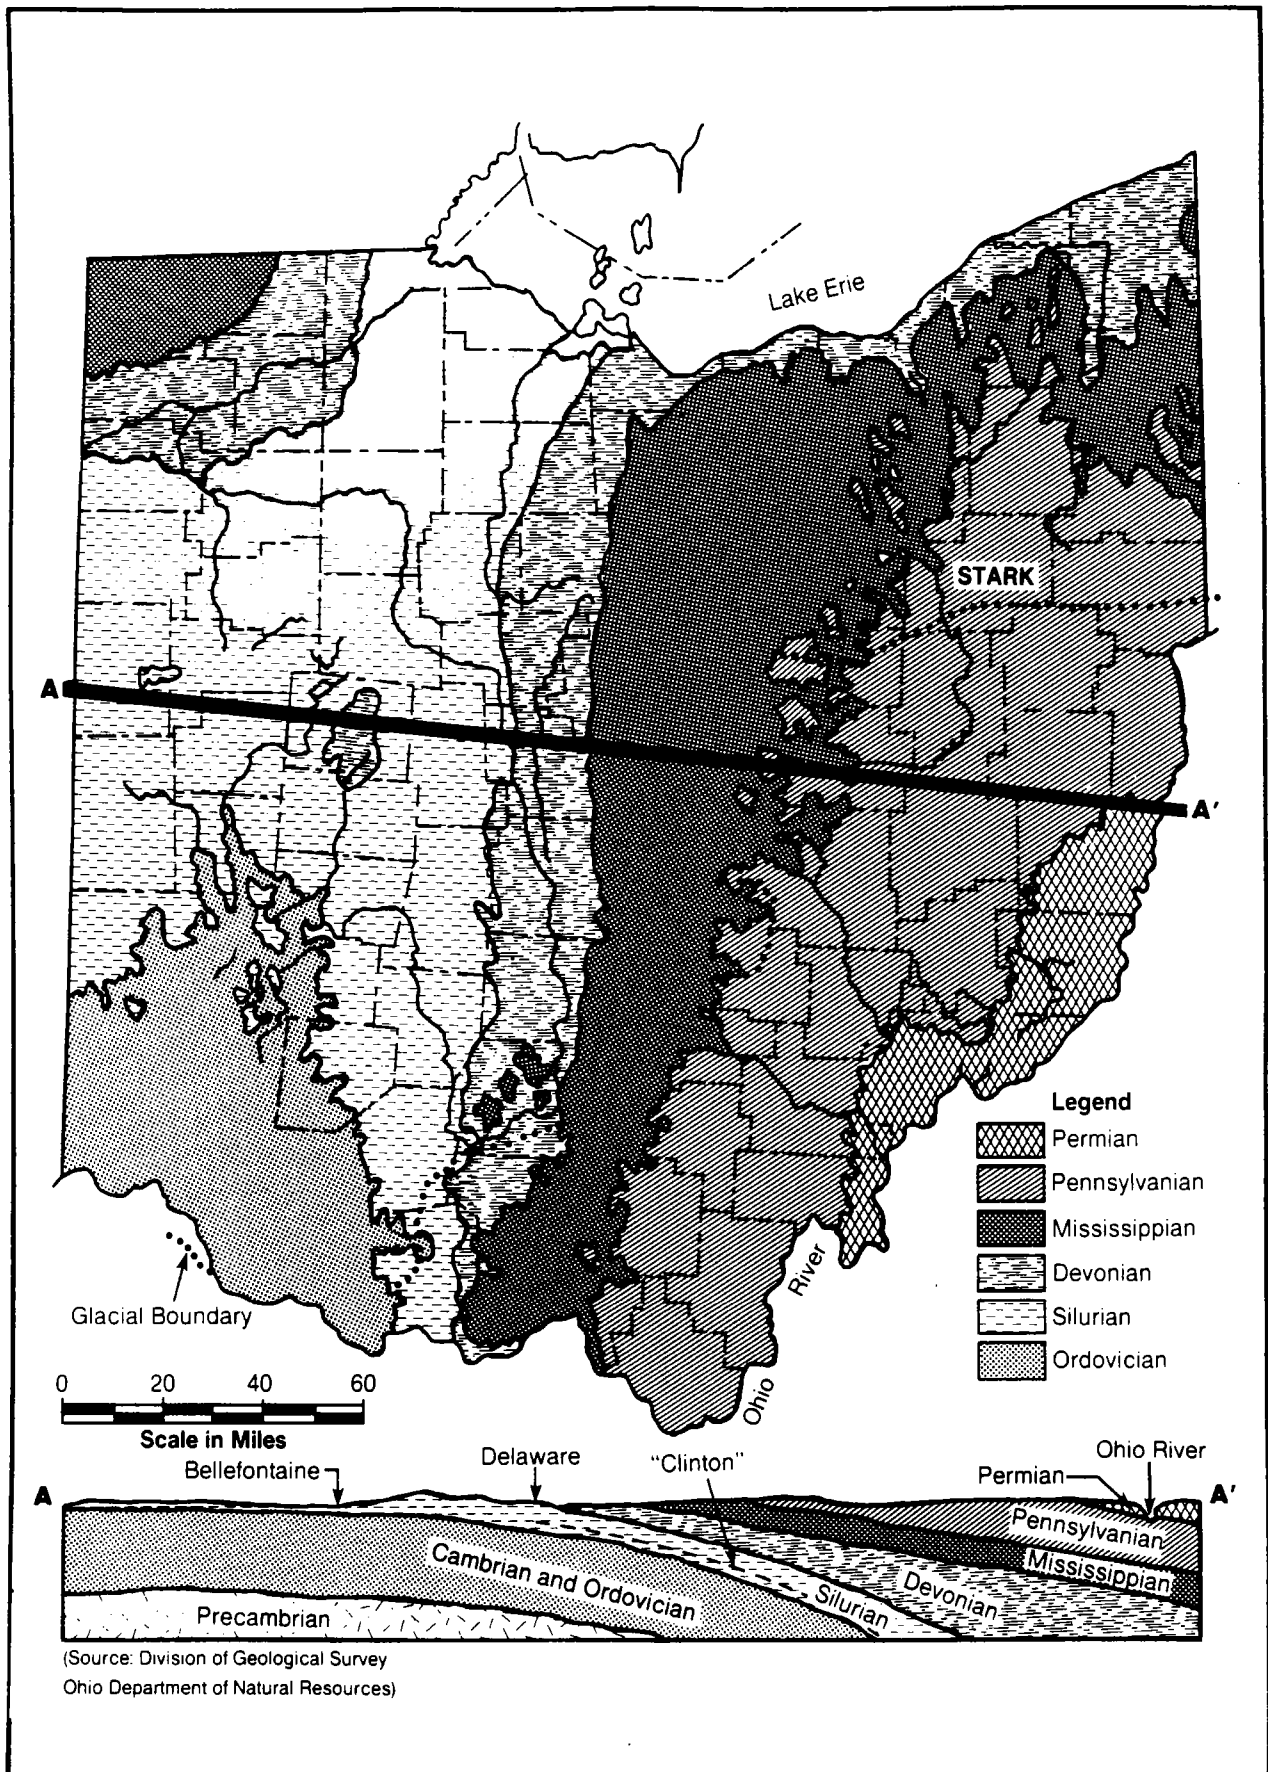 Lake Erie
STARK
A
A'
Legend
Permian
Pennsylvanian
Mississippian
Devonian
Silurian
Ordovician
River
Ohio
Glacial Boundary
0 20 40 60
Scale in Miles
Bellefontaine
Delaware
"Clinton"
Permian
Ohio River
A
A'
Pennsylvanian
Mississippian
Devonian
Silurian
Cambrian and Ordovician
Precambrian
(Source: Division of Geological Survey
Ohio Department of Natural Resources)